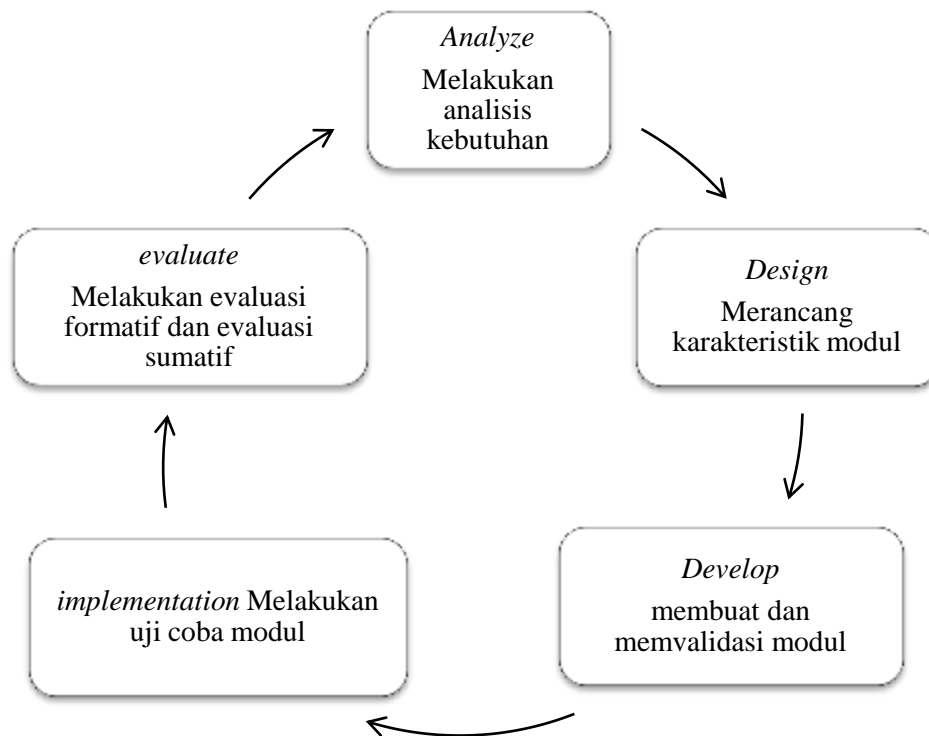 Analyze
Melakukan
analisis
kebutuhan
Design
Merancang
karakteristik modul
Develop
membuat dan
memvalidasi modul
implementation Melakukan
uji coba modul
evaluate
Melakukan evaluasi
formatif dan evaluasi
sumatif